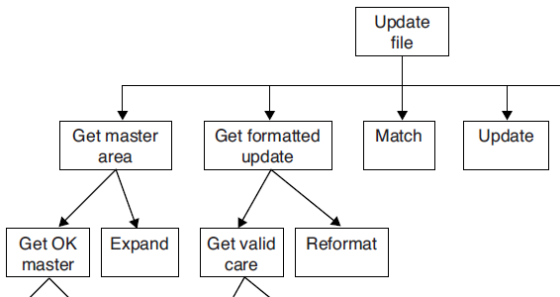 Update
file
Get master
area
Get formatted
update
Match
Update
Get OK
master
Expand
Get valid
care
Reformat